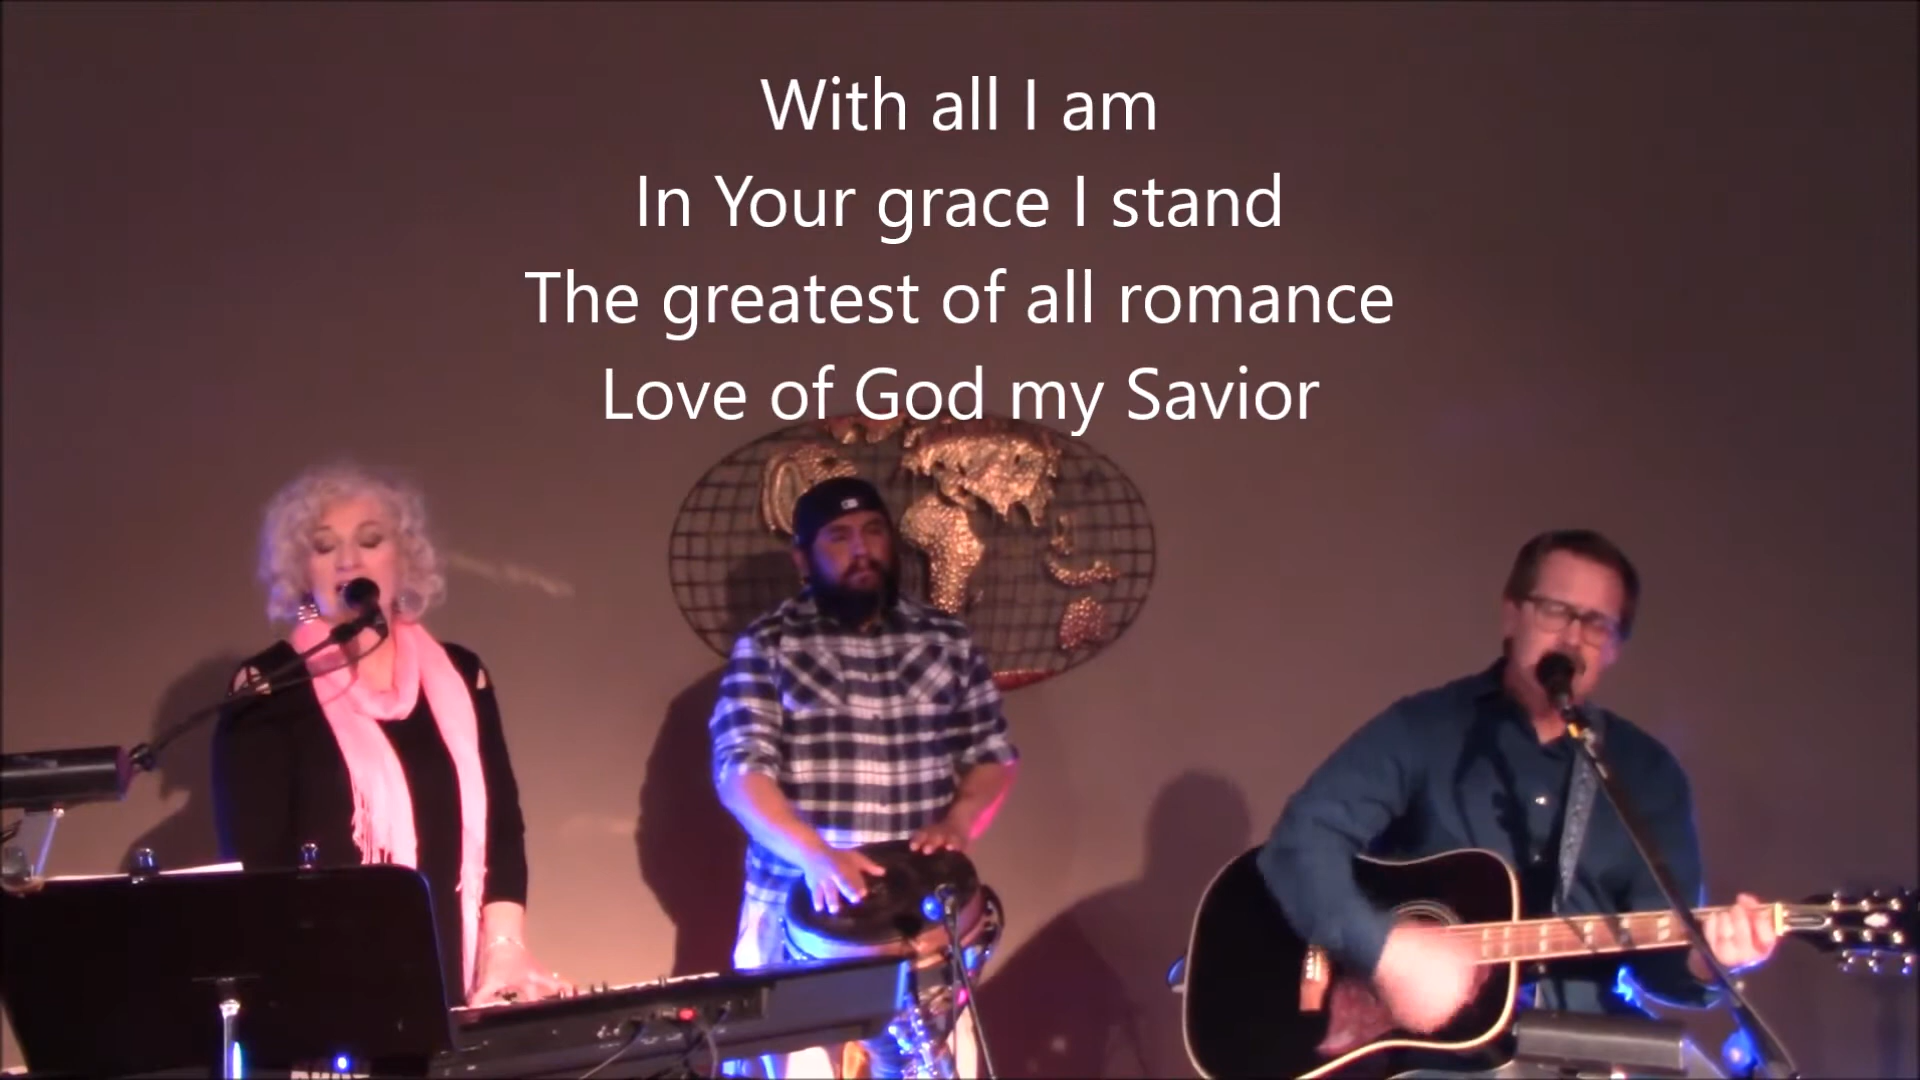 With all I am
In Your grace I stand
The greatest of all romance
Love of God my Savior